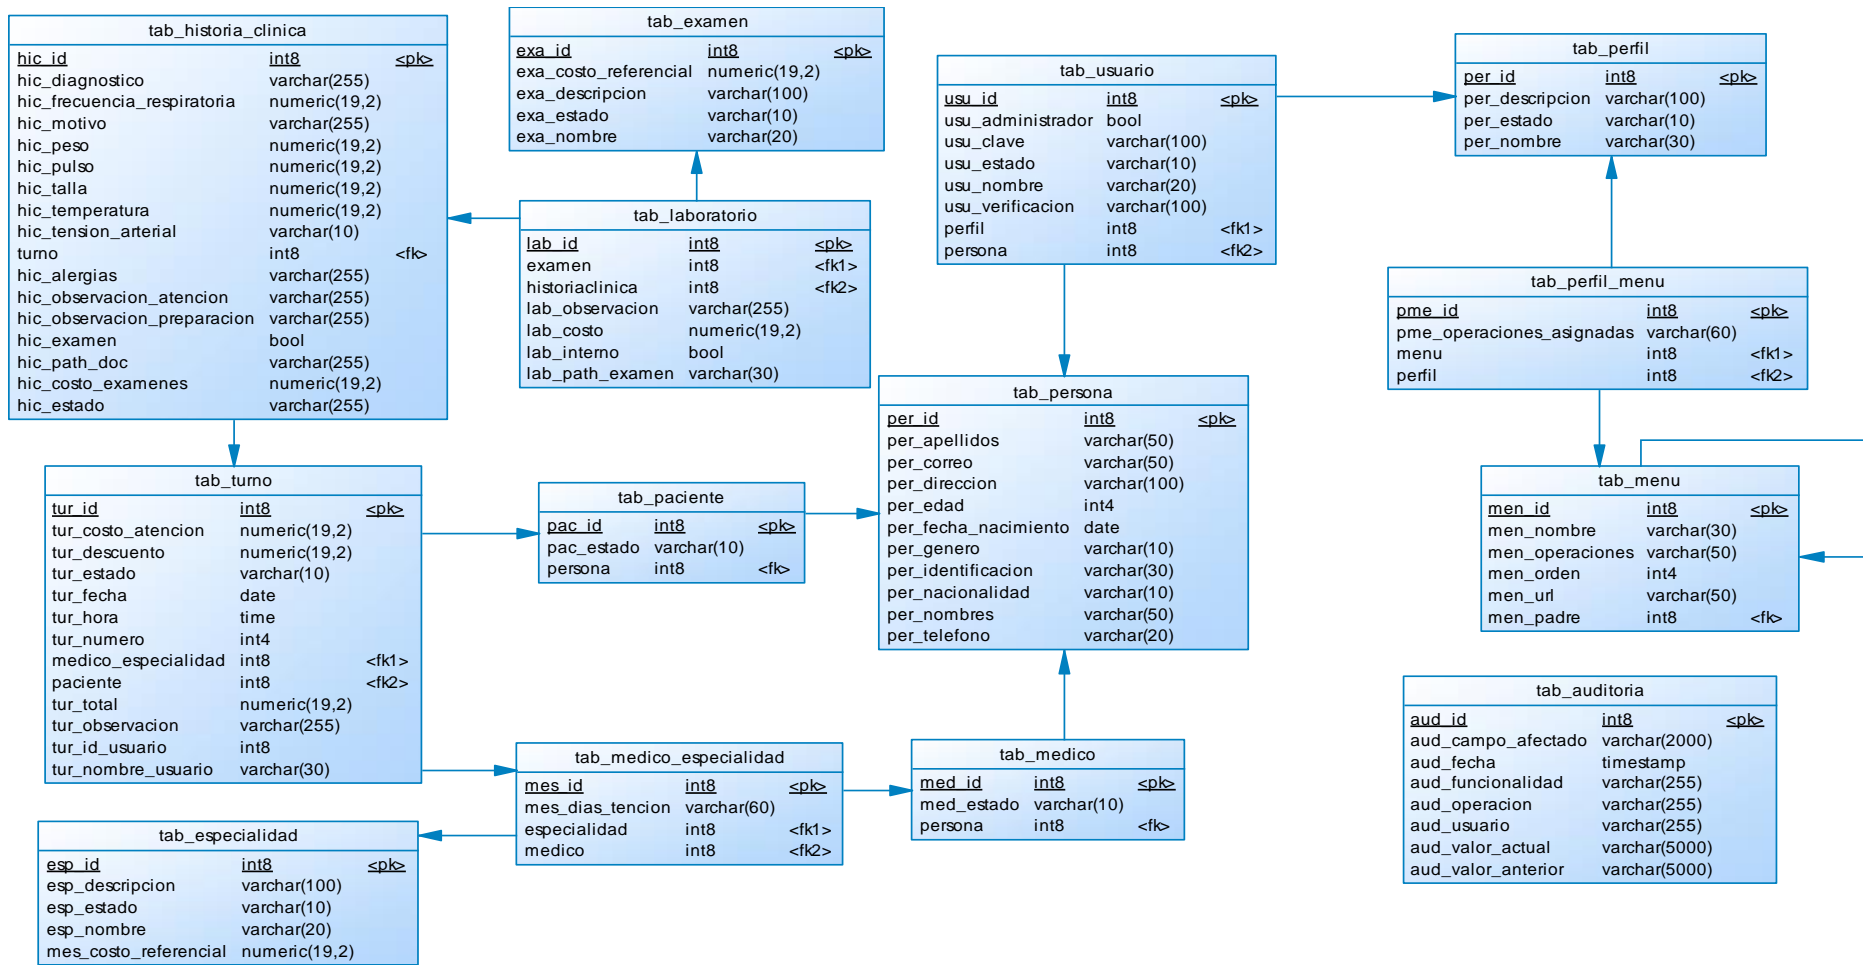 tab_historia_clinica
hic_id int8 <pk>
hic_diagnostico varchar(255)
hic_frecuencia_respiratoria numeric(19,2)
hic_motivo varchar(255)
hic_peso numeric(19,2)
hic_pulso numeric(19,2)
hic_talla numeric(19,2)
hic_temperatura numeric(19,2)
hic_tension_arterial varchar(10)
turno int8 <fk>
hic_alergias varchar(255)
hic_observacion_atencion varchar(255)
hic_observacion_preparacion varchar(255)
hic_examen bool
hic_path_doc varchar(255)
hic_costo_examenes numeric(19,2)
hic_estado varchar(255)
tab_examen
exa_id int8 <pk>
exa_costo_referencial numeric(19,2)
exa_descripcion varchar(100)
exa_estado varchar(10)
exa_nombre varchar(20)
tab_laboratorio
lab_id int8 <pk>
examen int8 <fk1>
historiaclinica int8 <fk2>
lab_observacion varchar(255)
lab_costo numeric(19,2)
lab_interno bool
lab_path_examen varchar(30)
tab_usuario
usu_id int8 <pk>
usu_administrador bool
usu_clave varchar(100)
usu_estado varchar(10)
usu_nombre varchar(20)
usu_verificacion varchar(100)
perfil int8 <fk1>
persona int8 <fk2>
tab_perfil
per_id int8 <pk>
per_descripcion varchar(100)
per_estado varchar(10)
per_nombre varchar(30)
tab_perfil_menu
pme_id int8 <pk>
pme_operaciones_asignadas varchar(60)
menu int8 <fk1>
perfil int8 <fk2>
tab_persona
per_id int8 <pk>
per_apellidos varchar(50)
per_correo varchar(50)
per_direccion varchar(100)
per_edad int4
per_fecha_nacimiento date
per_genero varchar(10)
per_identificacion varchar(30)
per_nacionalidad varchar(10)
per_nombres varchar(50)
per_telefono varchar(20)
tab_turno
tur_id int8 <pk>
tur_costo_atencion numeric(19,2)
tur_descuento numeric(19,2)
tur_estado varchar(10)
tur_fecha date
tur_hora time
tur_numero int4
medico_especialidad int8 <fk1>
paciente int8 <fk2>
tur_total numeric(19,2)
tur_observacion varchar(255)
tur_id_usuario int8
tur_nombre_usuario varchar(30)
tab_paciente
pac_id int8 <pk>
pac_estado varchar(10)
persona int8 <fk>
tab_menu
men_id int8 <pk>
men_nombre varchar(30)
men_operaciones varchar(50)
men_orden int4
men_url varchar(50)
men_padre int8 <fk>
tab_medico_especialidad
mes_id int8 <pk>
mes_dias_tencion varchar(60)
especialidad int8 <fk1>
medico int8 <fk2>
tab_medico
med_id int8 <pk>
med_estado varchar(10)
persona int8 <fk>
tab_auditoria
aud_id int8 <pk>
aud_campo_afectado varchar(2000)
aud_fecha timestamp
aud_funcionalidad varchar(255)
aud_operacion varchar(255)
aud_usuario varchar(255)
aud_valor_actual varchar(5000)
aud_valor_anterior varchar(5000)
tab_especialidad
esp_id int8 <pk>
esp_descripcion varchar(100)
esp_estado varchar(10)
esp_nombre varchar(20)
mes_costo_referencial numeric(19,2)